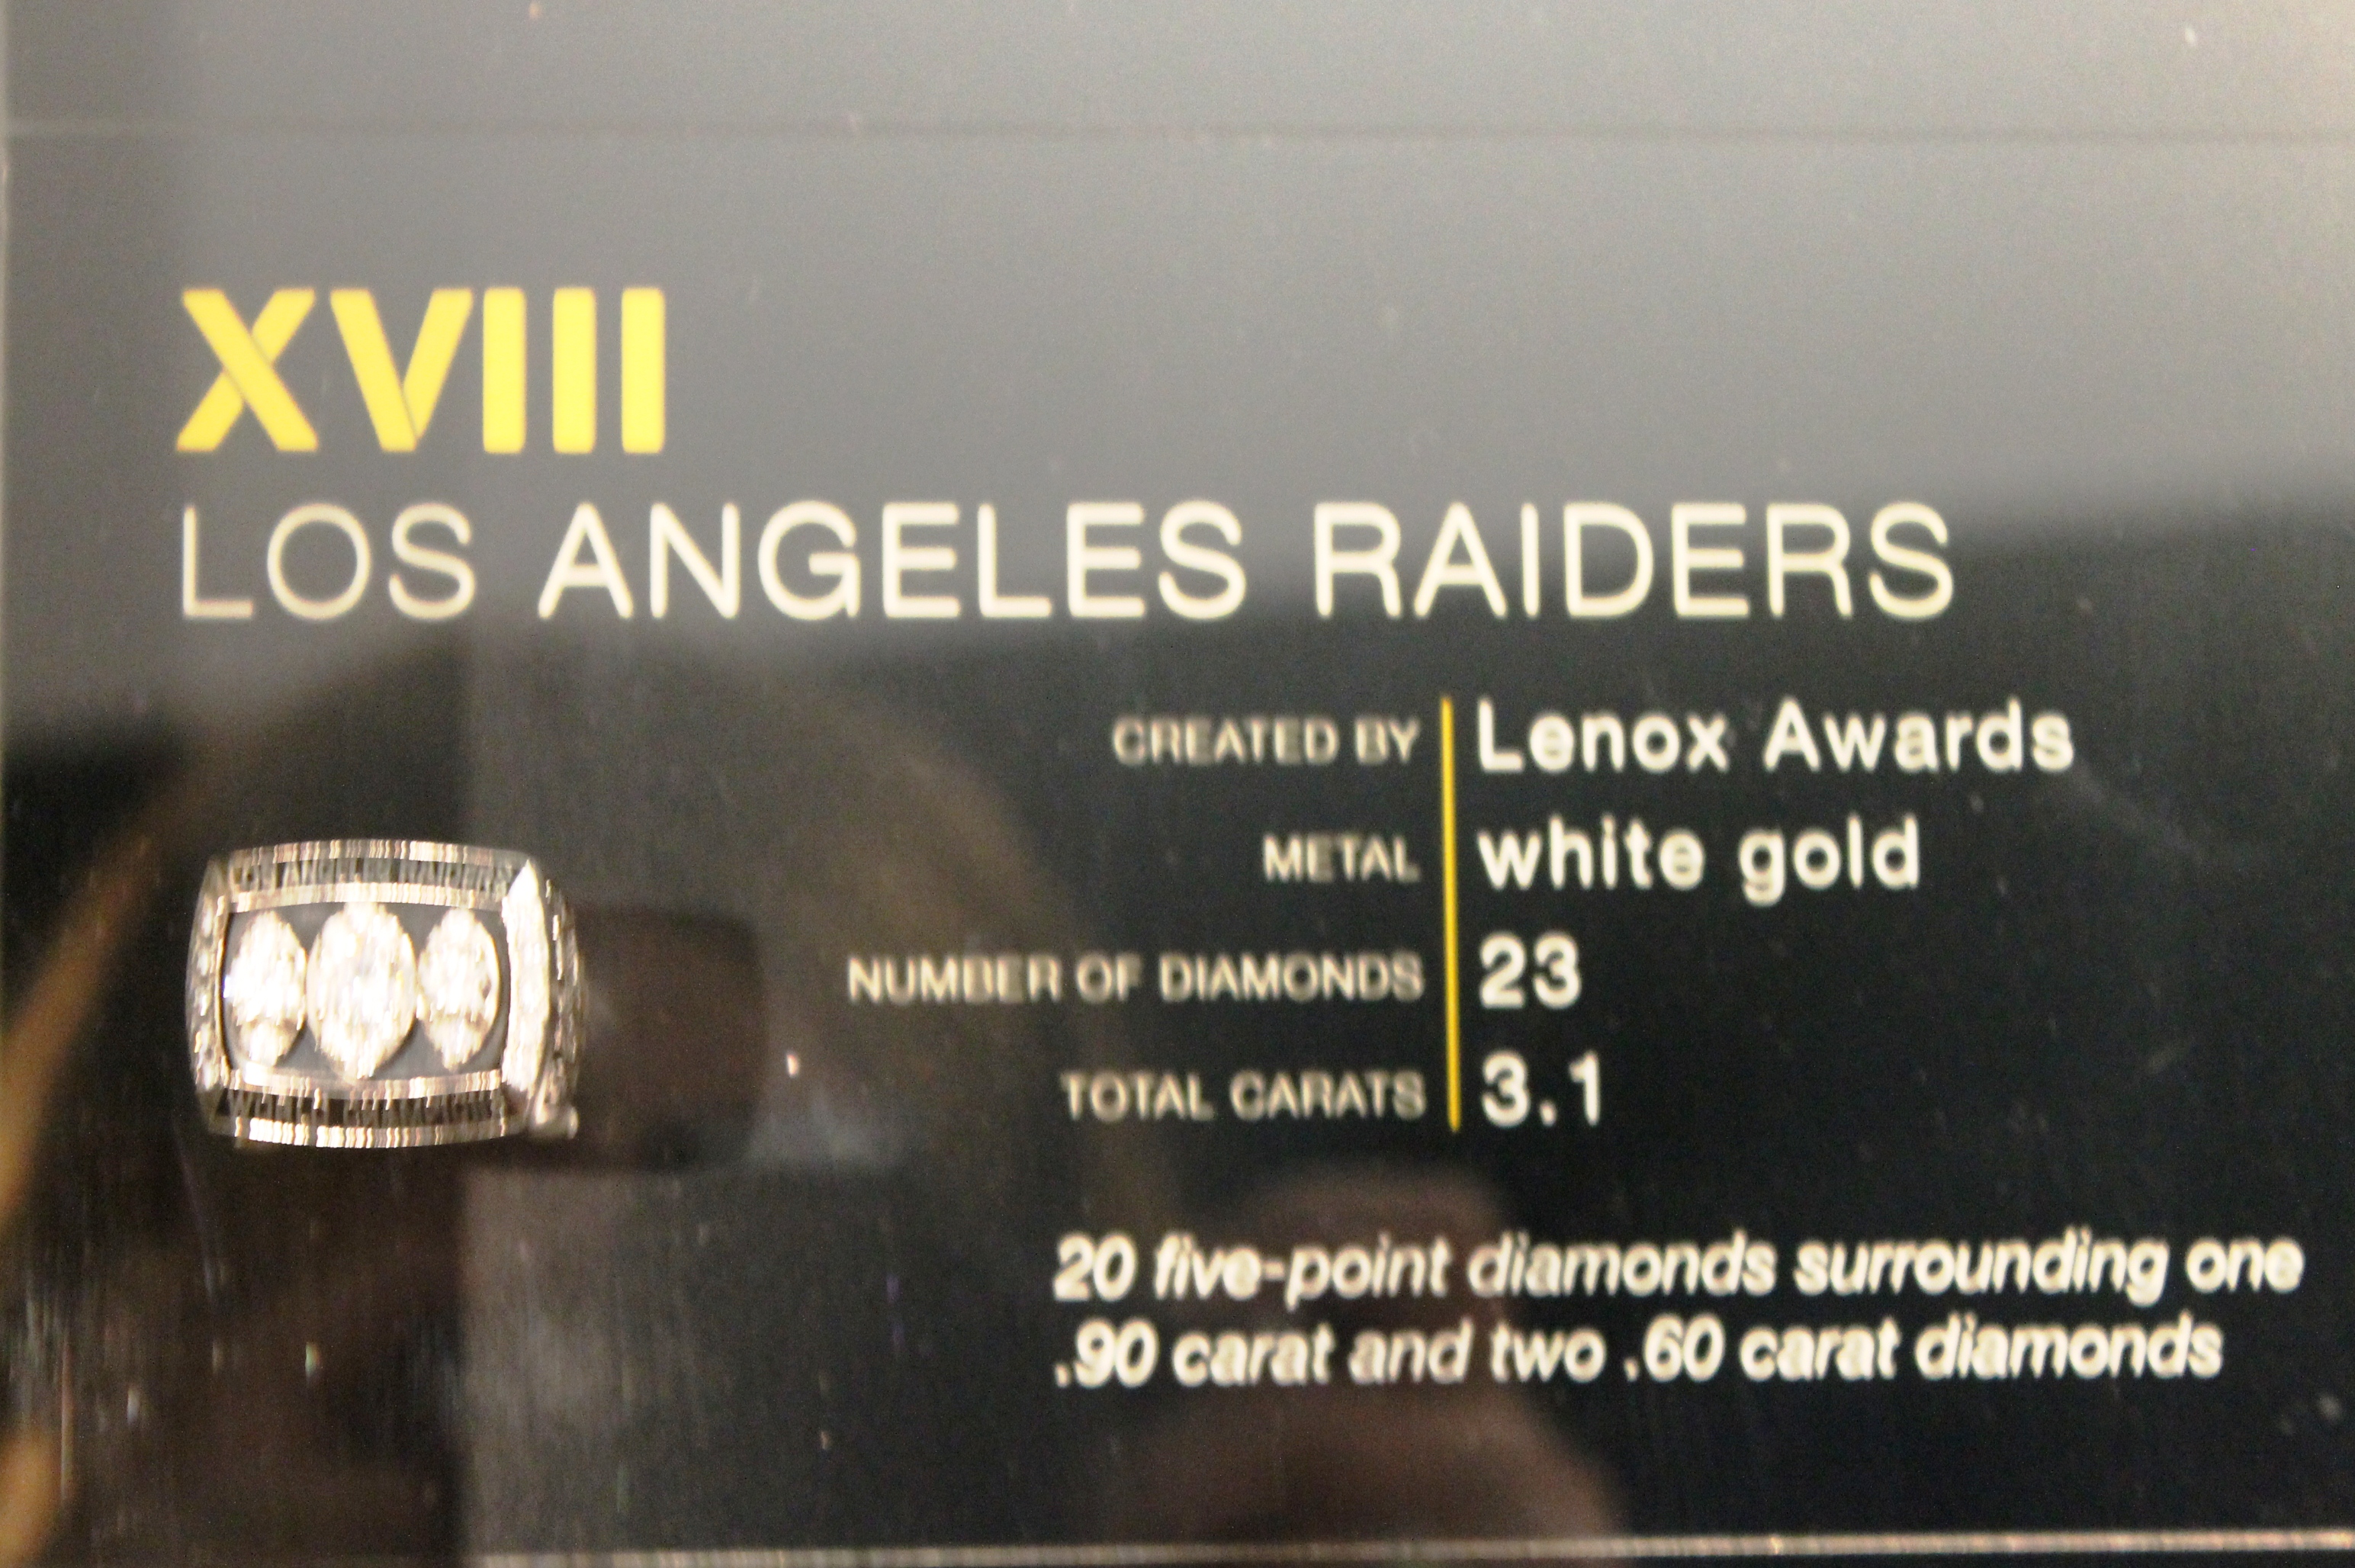 XVIII
LOS ANGELES RAIDERS
CREATED BY Lenox Awards
METAL white gold
NUMBER OF DIAMONDS 23
TOTAL CARATS 3.1
20 five-point diamonds surrounding one
.90 carat and two .60 carat diamonds